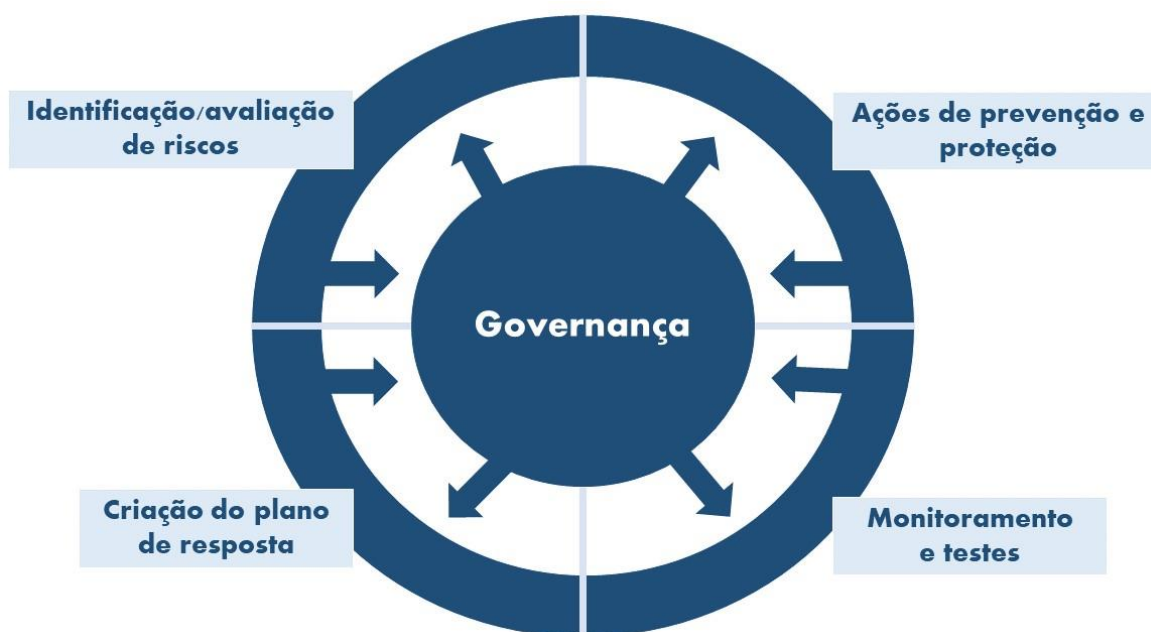 Identificação/avaliação
de riscos
Ações de prevenção e
proteção
Governança
Criação do plano
de resposta
Monitoramento
e testes